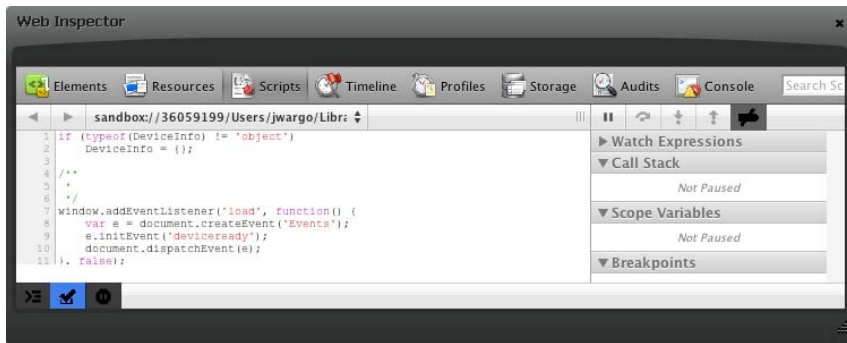 Web Inspector
Elements Resources Scripts Timeline Profiles Storage Audits Console Search Sc
sandbox://36059199/Users/jwargo/Libra
1 if (typeof(DeviceInfo) != 'object')
2 DeviceInfo = {};
3
4 /**
5 *
6 */
7 window.addEventListener('load', function() {
8 var e = document.createEvent('Events');
9 e.initEvent('deviceready');
10 document.dispatchEvent(e);
11 }, false);
Watch Expressions
Call Stack
Not Paused
Scope Variables
Not Paused
Breakpoints